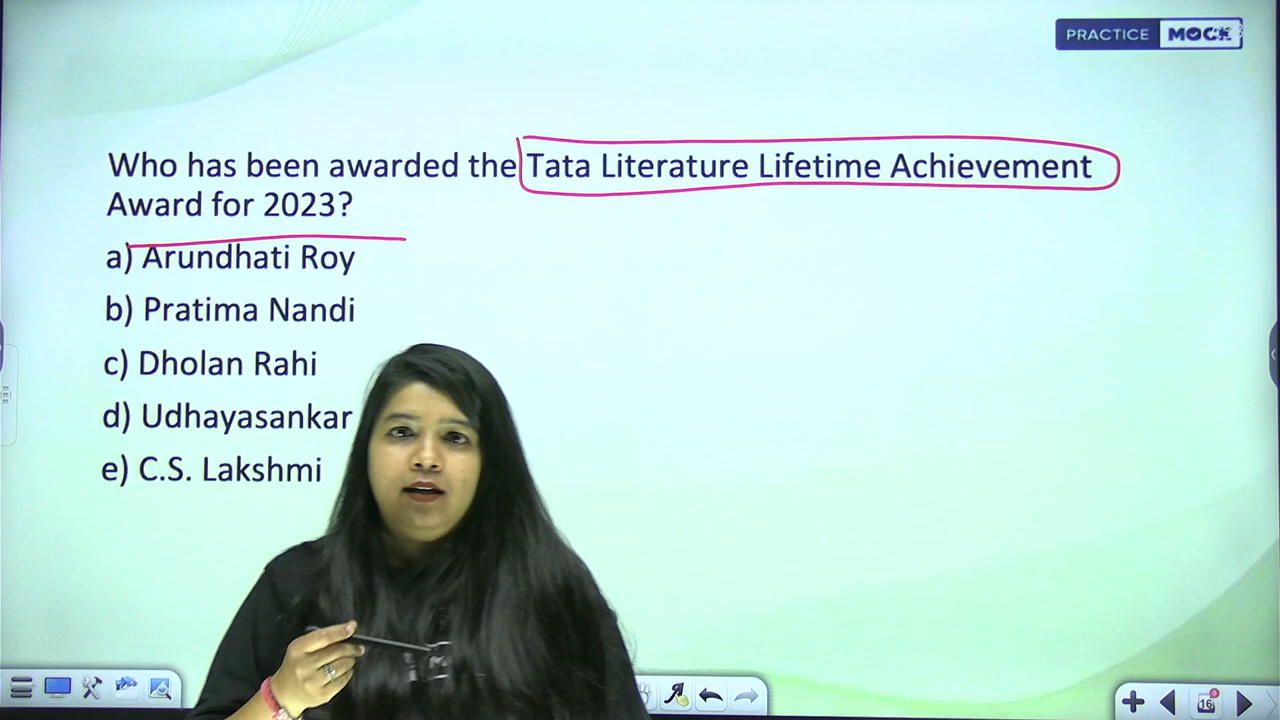 PRACTICE MOCK
Who has been awarded the Tata Literature Lifetime Achievement
Award for 2023?
a) Arundhati Roy
b) Pratima Nandi
c) Dholan Rahi
d) Udhayasankar
e) C.S. Lakshmi
16